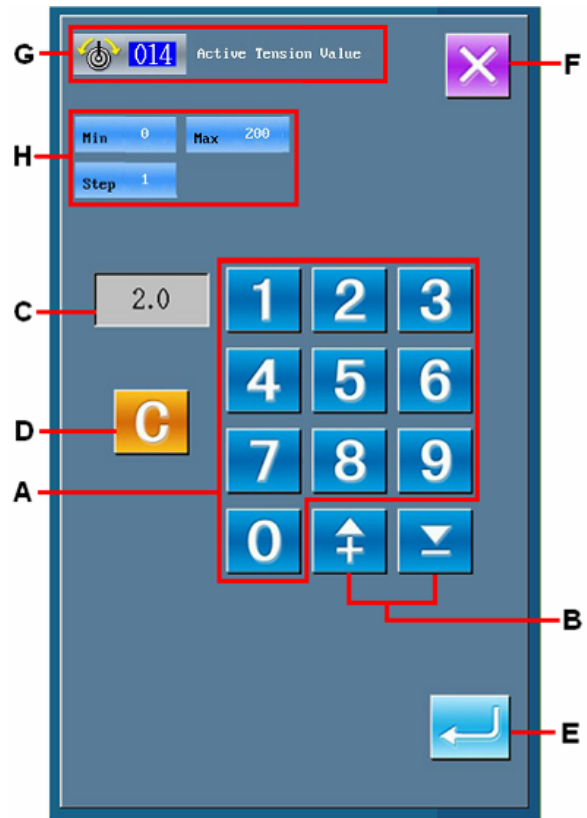 G 014 Active Tension Value X F
H Min 0 Max 200
Step 1
C 2.0 1 2 3
4 5 6
D C
A 7 8 9
0 + −
B
E